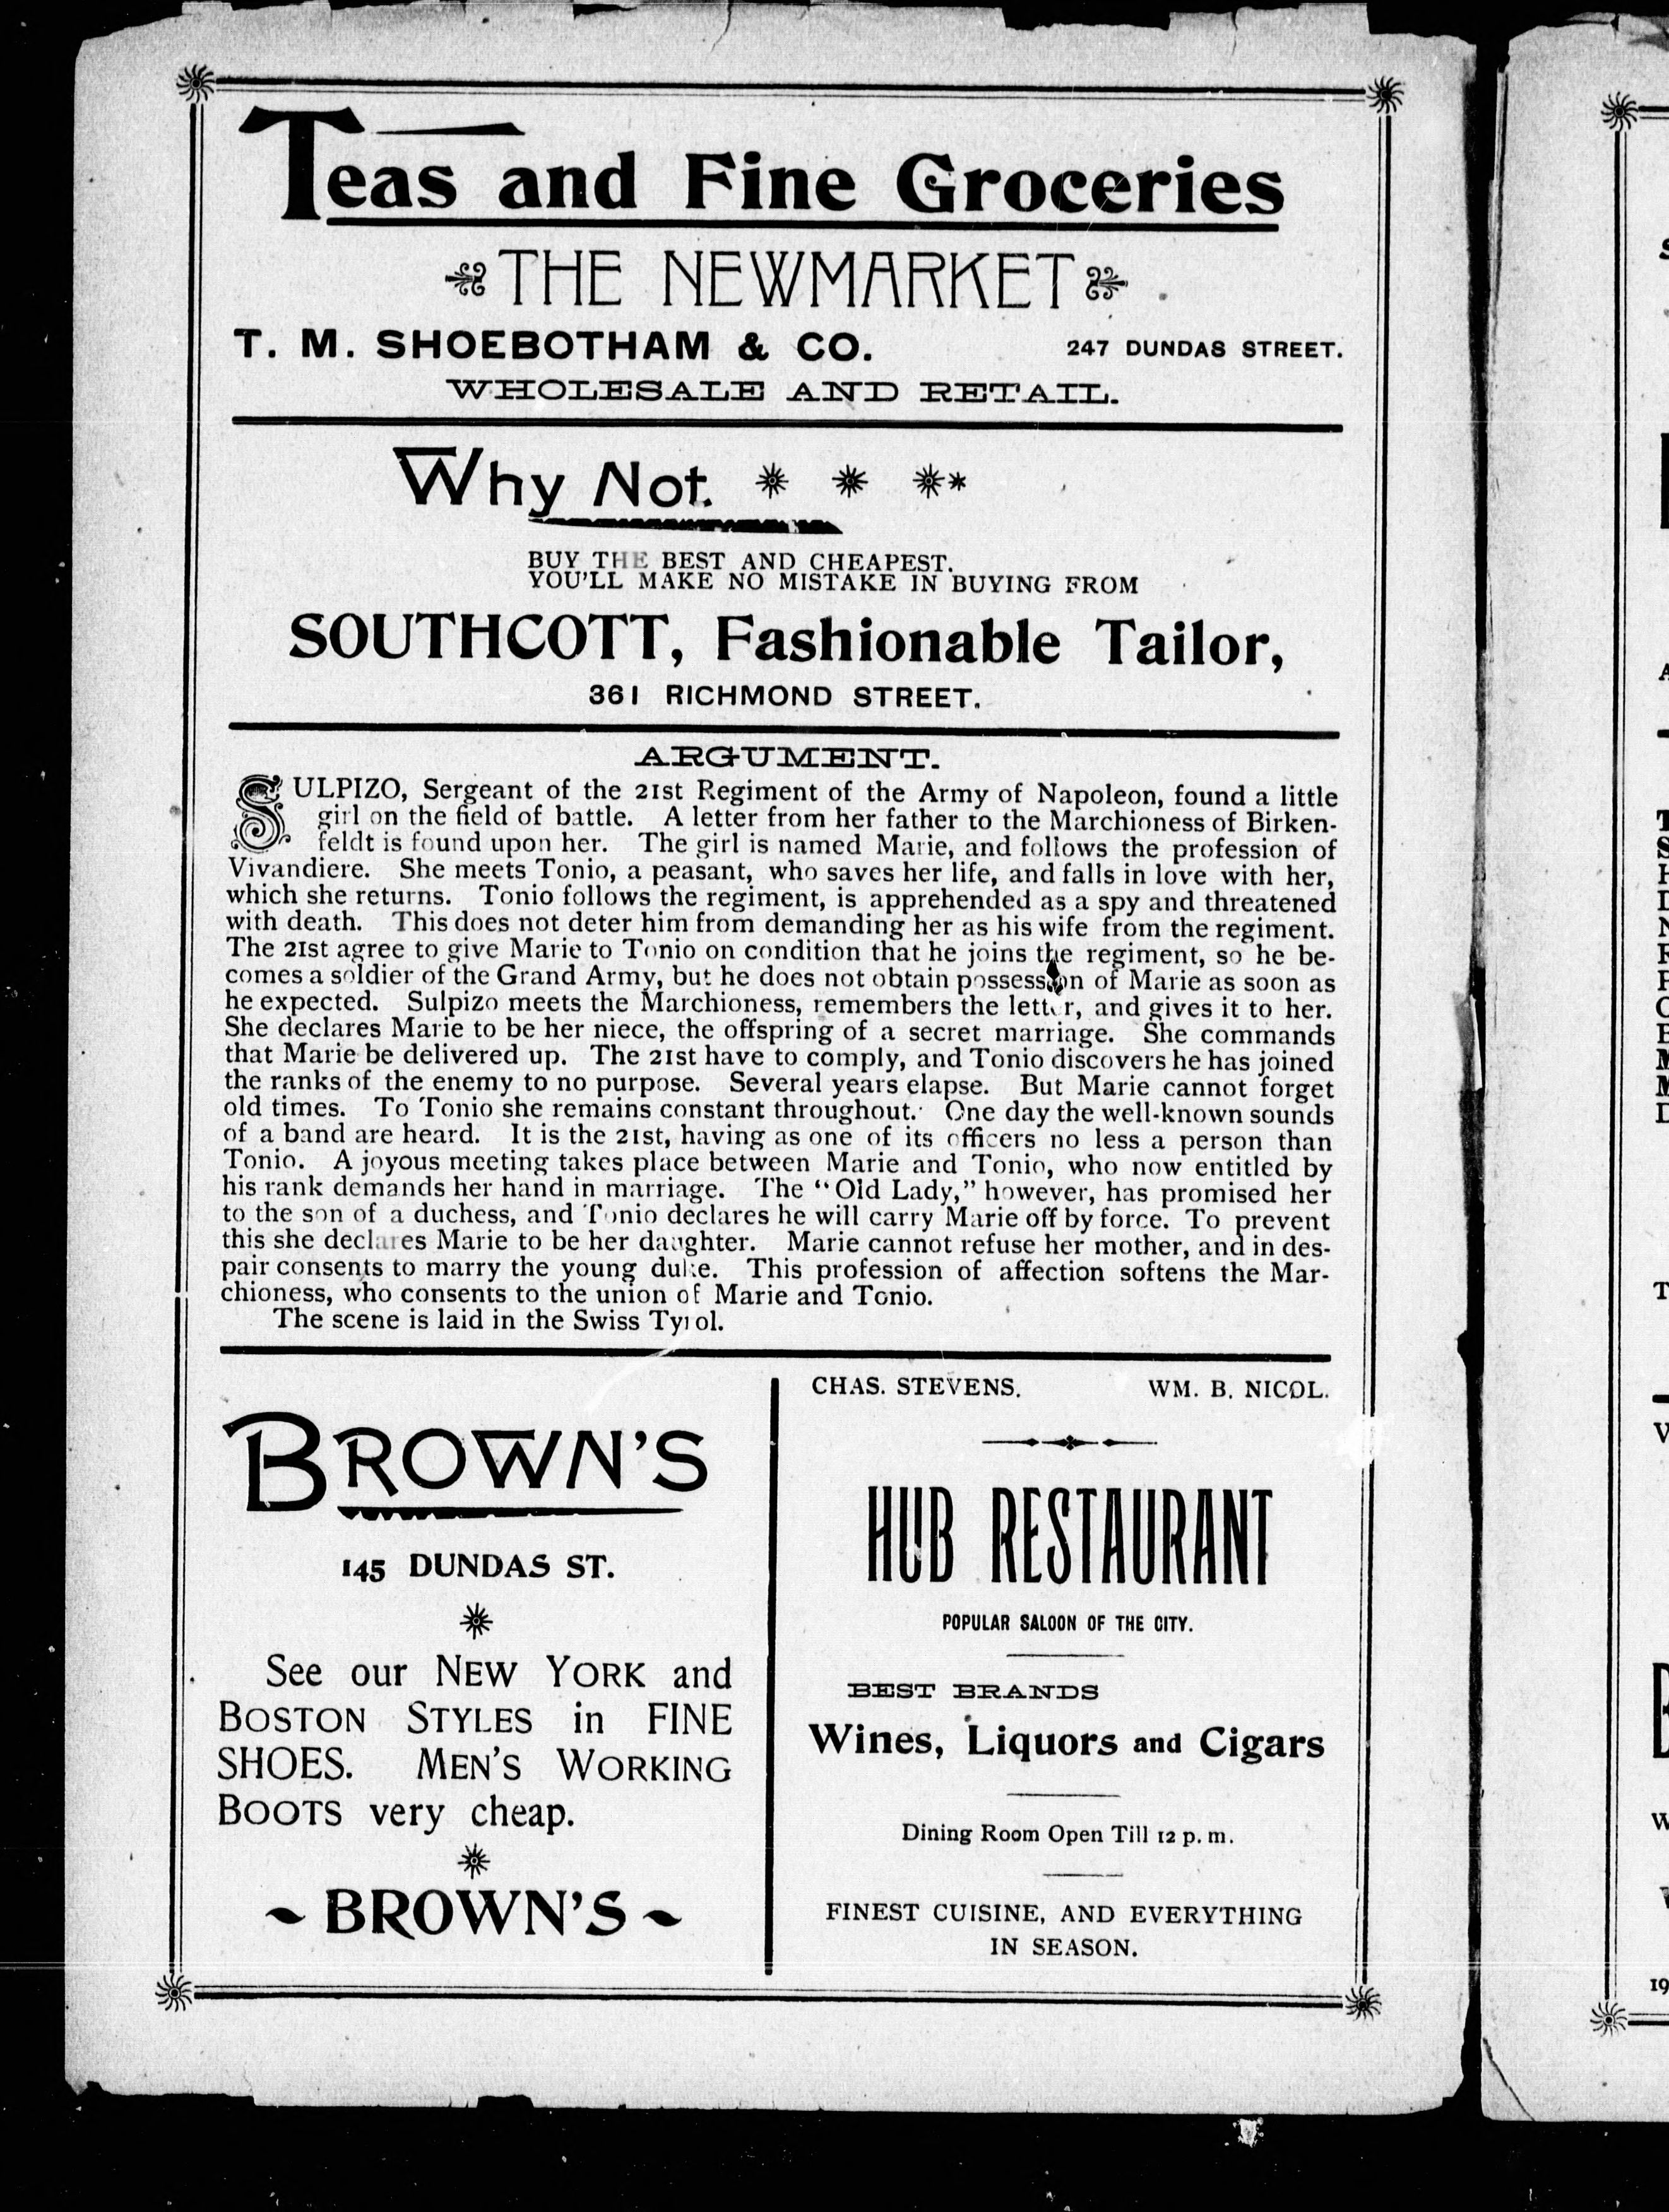 Teas and Fine Groceries
THE NEWMARKET
T. M. SHOEBOTHAM & CO. 247 DUNDAS STREET.
WHOLESALE AND RETAIL.
Why Not.
BUY THE BEST AND CHEAPEST.
YOU'LL MAKE NO MISTAKE IN BUYING FROM
SOUTHCOTT, Fashionable Tailor,
361 RICHMOND STREET.
ARGUMENT.
SULPIZO, Sergeant of the 21st Regiment of the Army of Napoleon, found a little
girl on the field of battle. A letter from her father to the Marchioness of Birken-
feldt is found upon her. The girl is named Marie, and follows the profession of
Vivandiere. She meets Tonio, a peasant, who saves her life, and falls in love with her,
which she returns. Tonio follows the regiment, is apprehended as a spy and threatened
with death. This does not deter him from demanding her as his wife from the regiment.
The 21st agree to give Marie to Tonio on condition that he joins the regiment, so he be-
comes a soldier of the Grand Army, but he does not obtain possession of Marie as soon as
he expected. Sulpizo meets the Marchioness, remembers the letter, and gives it to her.
She declares Marie to be her niece, the offspring of a secret marriage. She commands
that Marie be delivered up. The 21st have to comply, and Tonio discovers he has joined
the ranks of the enemy to no purpose. Several years elapse. But Marie cannot forget
old times. To Tonio she remains constant throughout. One day the well-known sounds
of a band are heard. It is the 21st, having as one of its officers no less a person than
Tonio. A joyous meeting takes place between Marie and Tonio, who now entitled by
his rank demands her hand in marriage. The "Old Lady," however, has promised her
to the son of a duchess, and Tonio declares he will carry Marie off by force. To prevent
this she declares Marie to be her daughter. Marie cannot refuse her mother, and in des-
pair consents to marry the young duke. This profession of affection softens the Mar-
chioness, who consents to the union of Marie and Tonio.
The scene is laid in the Swiss Tyrol.
BROWN'S
145 DUNDAS ST.
See our NEW YORK and
BOSTON STYLES in FINE
SHOES. MEN'S WORKING
BOOTS very cheap.
~ BROWN'S ~
CHAS. STEVENS. WM. B. NICOL.
HUB RESTAURANT
POPULAR SALOON OF THE CITY.
BEST BRANDS
Wines, Liquors and Cigars
Dining Room Open Till 12 p. m.
FINEST CUISINE, AND EVERYTHING
IN SEASON.